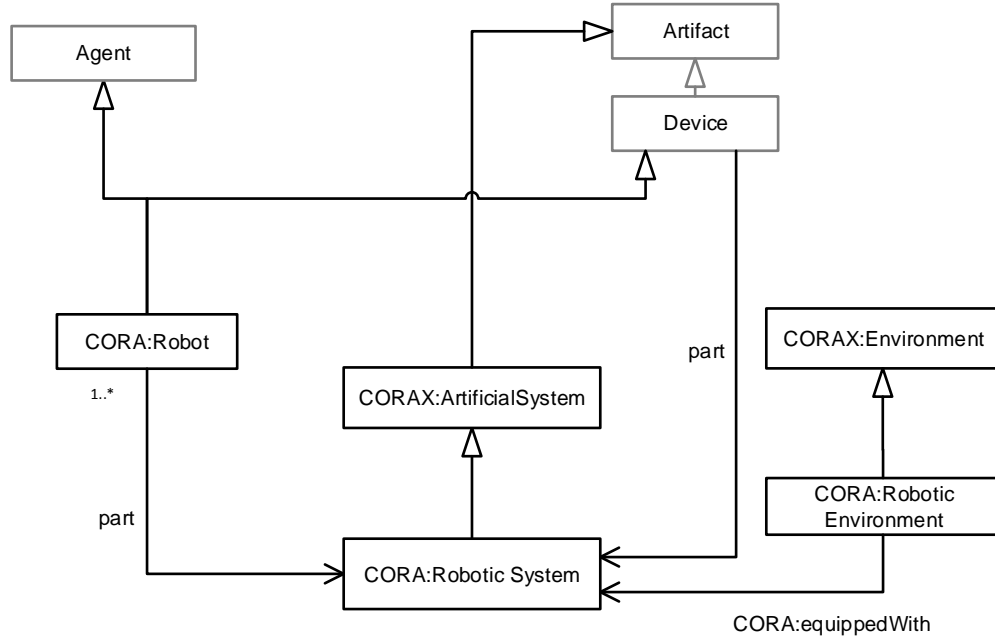 Agent
Artifact
Device
CORA:Robot
1..*
part
CORAX:Environment
CORAX:ArtificialSystem
part
CORA:Robotic
Environment
CORA:Robotic System
CORA:equippedWith